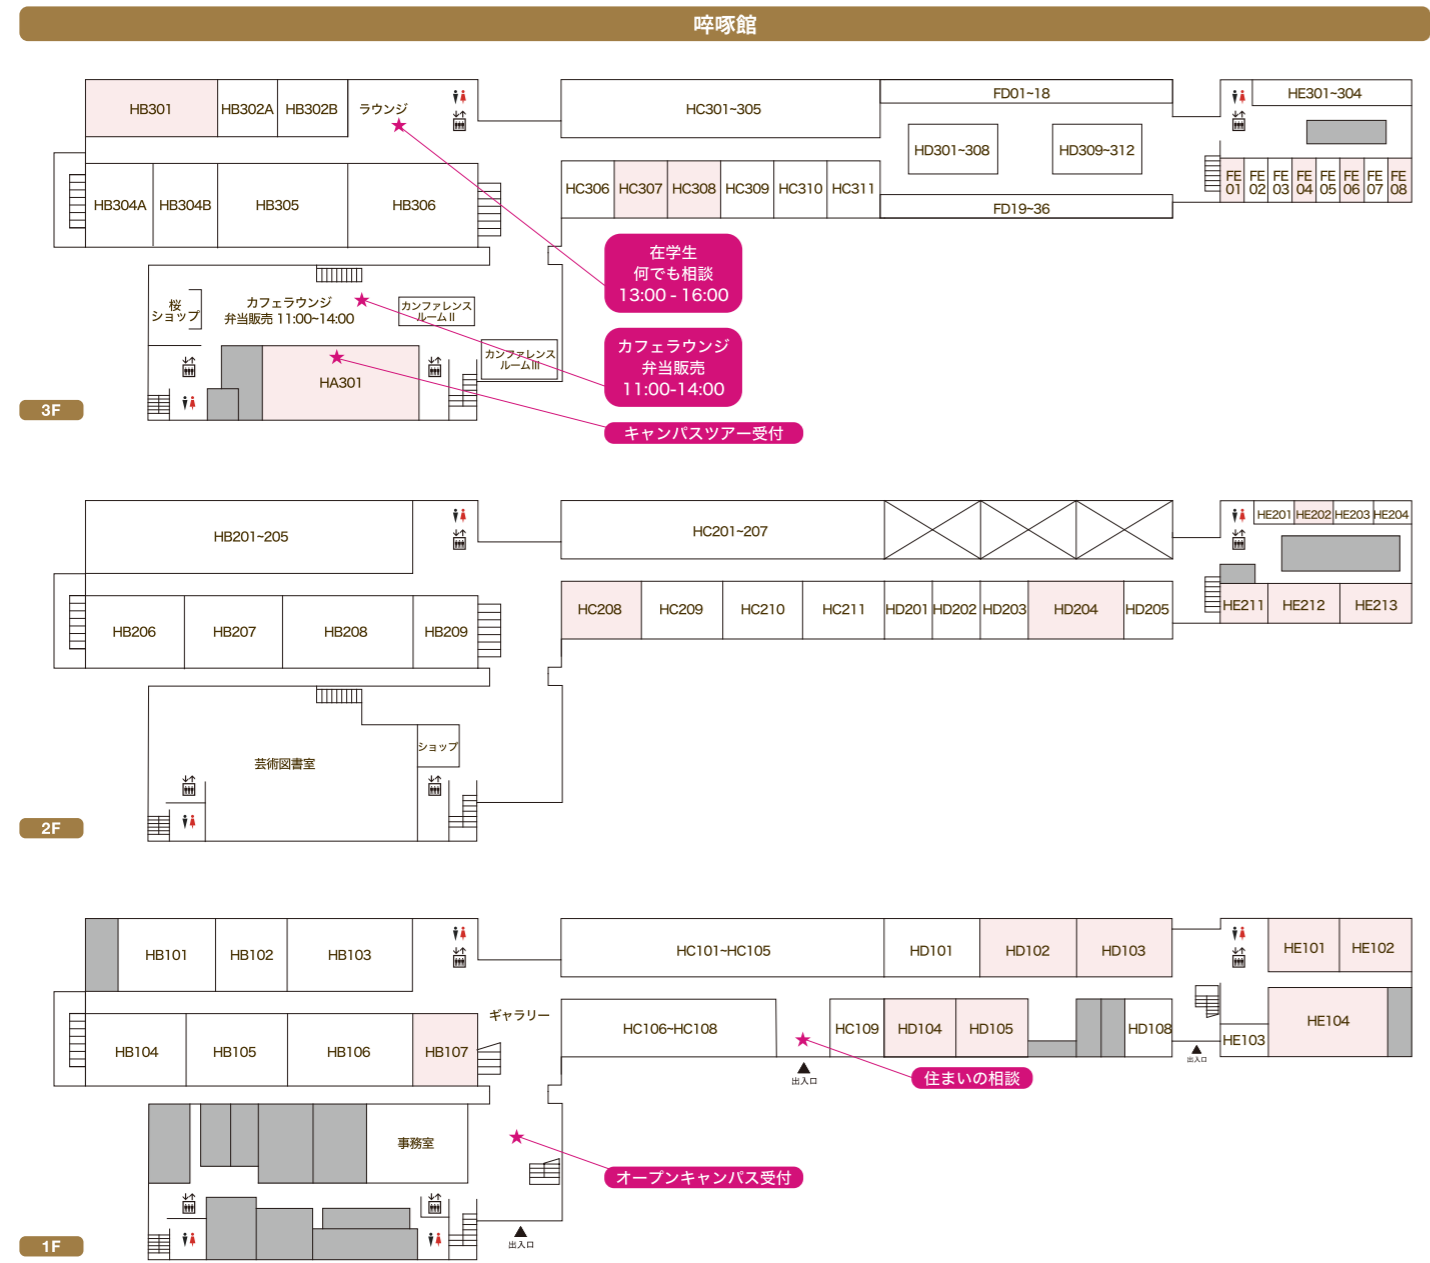 啐啄館
HB301
HB302A
HB302B
ラウンジ
HC301~305
FD01~18
HE301~304
HD301~308
HD309~312
HB304A
HB304B
HB305
HB306
HC306
HC307
HC308
HC309
HC310
HC311
FD19~36
FE
01
FE
02
FE
03
FE
04
FE
05
FE
06
FE
07
FE
08
在学生
何でも相談
13:00 - 16:00
桜
ショップ
カフェラウンジ
弁当販売 11:00~14:00
カンファレンス
ルームⅡ
カンファレンス
ルームⅢ
カフェラウンジ
弁当販売
11:00-14:00
HA301
キャンパスツアー受付
3F
HB201~205
HC201~207
HE201
HE202
HE203
HE204
HB206
HB207
HB208
HB209
HC208
HC209
HC210
HC211
HD201
HD202
HD203
HD204
HD205
HE211
HE212
HE213
ショップ
芸術図書室
2F
HB101
HB102
HB103
HC101~HC105
HD101
HD102
HD103
HE101
HE102
ギャラリー
HB104
HB105
HB106
HB107
HC106~HC108
HC109
HD104
HD105
HD108
HE103
HE104
出入口
出入口
住まいの相談
事務室
オープンキャンパス受付
出入口
1F